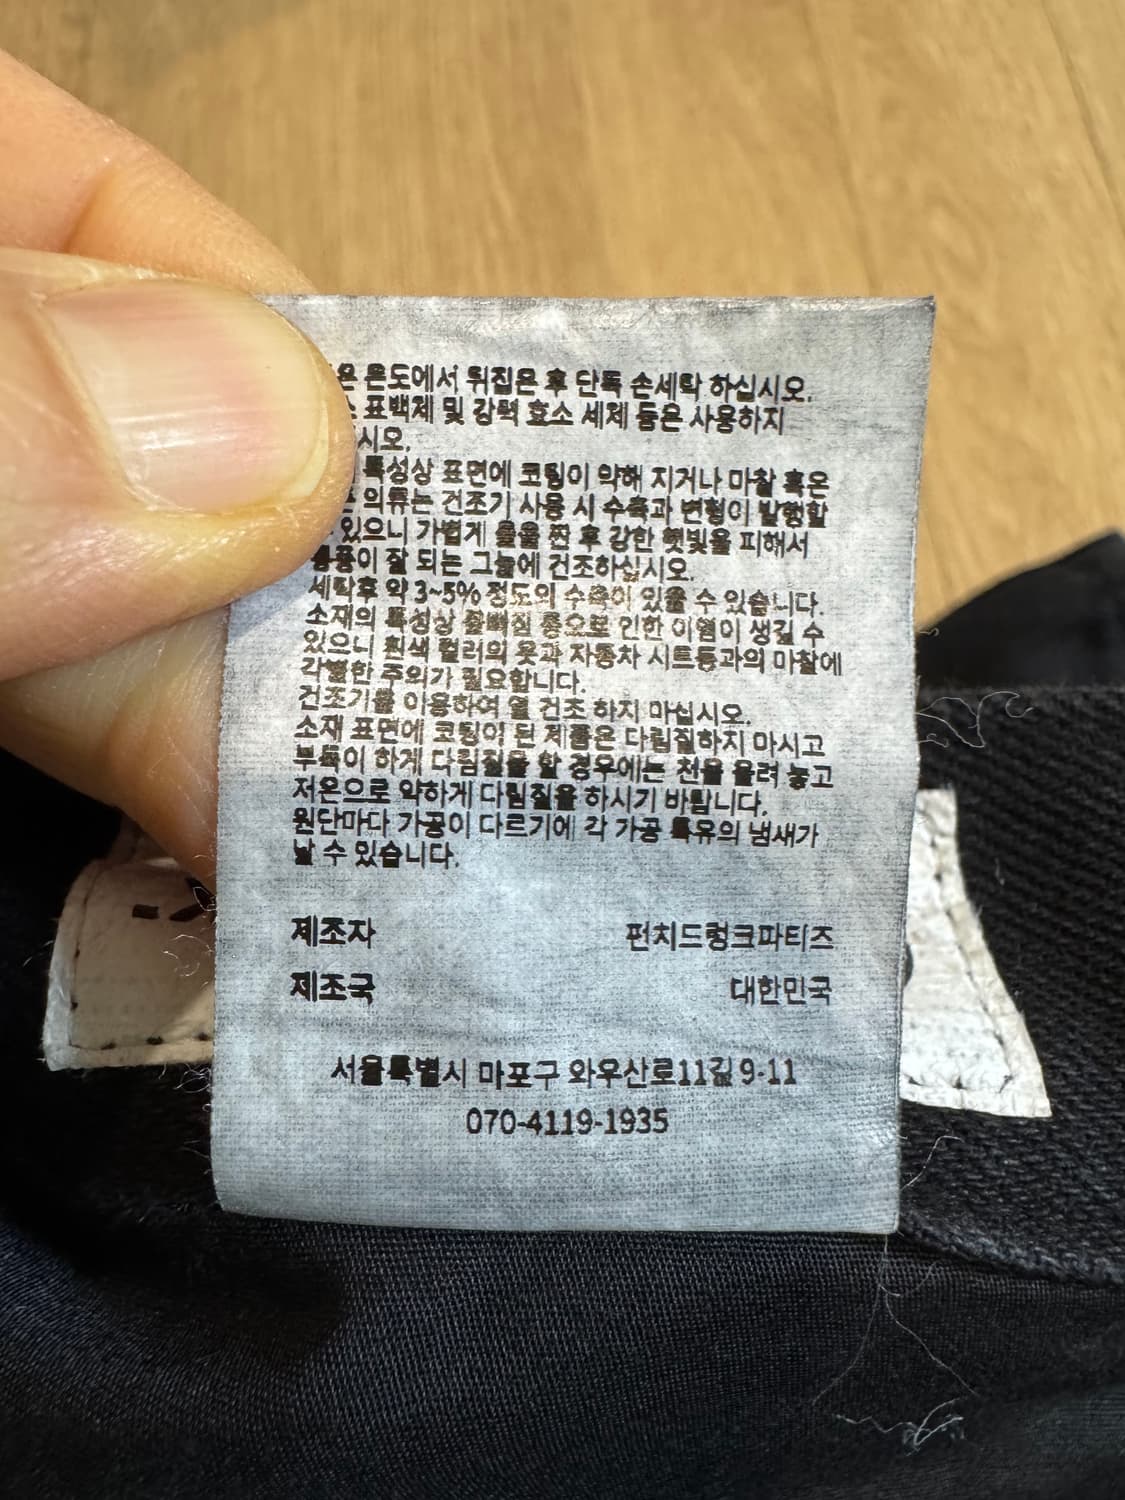 온도에서 뒤집은 후 단독 손세탁 하십시오.
표백제 및 강력 효소 세제 등은 사용하지
시오.
특성상 표면에 코팅이 약해 지거나 마찰 혹은
의류는 건조기 사용 시 수축과 변형이 발행할
있으니 가볍게 물을 짠 후 강한 햇빛을 피해서
통풍이 잘 되는 그늘에 건조하십시오.
세탁후 약 3~5% 정도의 수축이 있을 수 있습니다.
소재의 특성상 인한 이염이 생길 수
있으니 흰색 컬러의 옷과 자동차 시트등과의 마찰에
각별한 주의가 필요합니다.
건조기를 이용하여 열 건조 하지 마십시오.
소재 표면에 코팅이 된 제품은 다림질하지 마시고
부득이 하게 다림질을 할 경우에는 천을 올려 놓고
저온으로 약하게 다림질을 하시기 바랍니다.
원단마다 가공이 다르기에 각 가공 특유의 냄새가
날 수 있습니다.
제조자 펀치드렁크파티즈
제조국 대한민국
서울특별시 마포구 와우산로11길 9-11
070-4119-1935